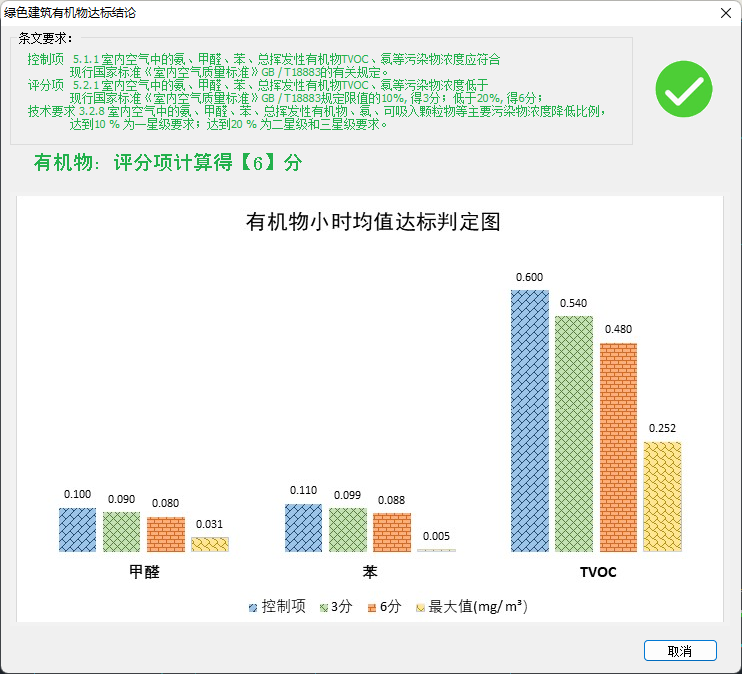 绿色建筑有机物达标结论
条文要求：
控制项 5.1.1 室内空气中的氨、甲醛、苯、总挥发性有机物TVOC、氡等污染物浓度应符合
现行国家标准《室内空气质量标准》GB / T18883的有关规定。
评分项 5.2.1 室内空气中的氨、甲醛、苯、总挥发性有机物TVOC、氡等污染物浓度低于
现行国家标准《室内空气质量标准》GB / T18883规定限值的10%, 得3分；低于20%, 得6分；
技术要求 3.2.8 室内空气中的氨、甲醛、苯、总挥发性有机物、氡、可吸入颗粒物等主要污染物浓度降低比例，
达到10 % 为一星级要求；达到20 % 为二星级和三星级要求。
有机物：评分项计算得【6】分
有机物小时均值达标判定图
0.600
0.540
0.480
0.252
0.100
0.090
0.080
0.031
0.110
0.099
0.088
0.005
甲醛
苯
TVOC
控制项 3分 6分 最大值(mg/m³)
取消